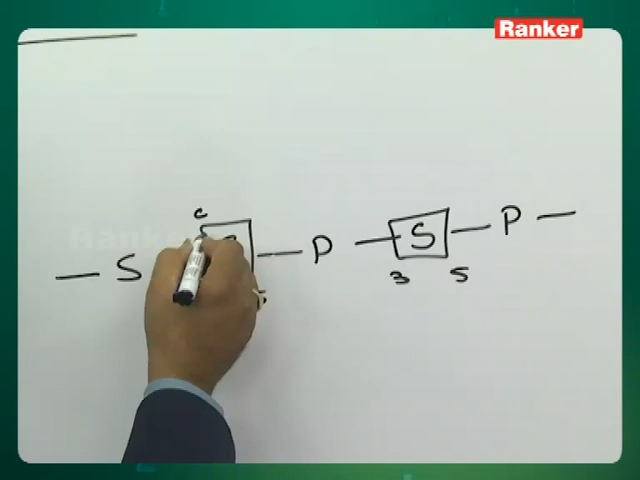 Ranker
c
— S — P — S — P —
3 5